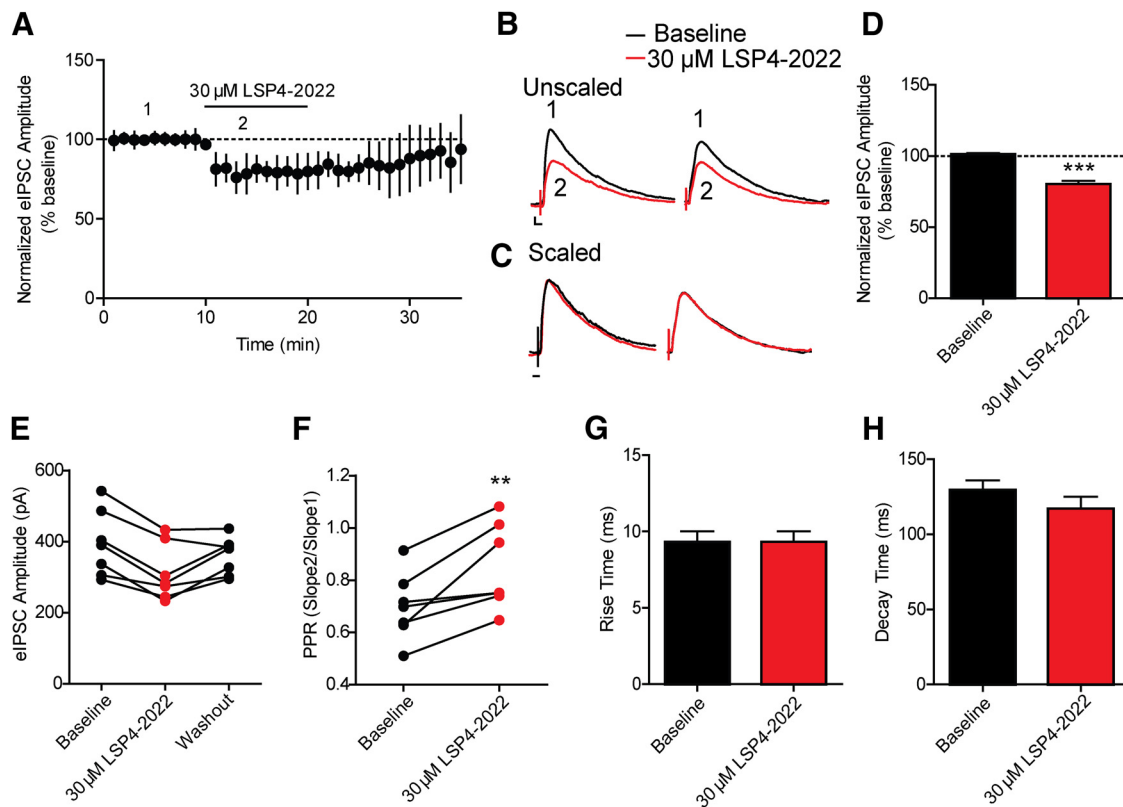 A
Normalized eIPSC Amplitude
(% baseline)
150
100
50
0
0
10
20
30
Time (min)
30 µM LSP4-2022
1
2
B
Baseline
30 µM LSP4-2022
Unscaled
1
2
1
2
C
Scaled
D
Normalized eIPSC Amplitude
(% baseline)
150
100
50
0
***
Baseline
30 µM LSP4-2022
E
eIPSC Amplitude (pA)
600
400
200
0
Baseline
30 µM LSP4-2022
Washout
F
PPR (Slope2/Slope1)
1.2
1.0
0.8
0.6
0.4
**
Baseline
30 µM LSP4-2022
G
Rise Time (ms)
15
10
5
0
Baseline
30 µM LSP4-2022
H
Decay Time (ms)
150
100
50
0
Baseline
30 µM LSP4-2022